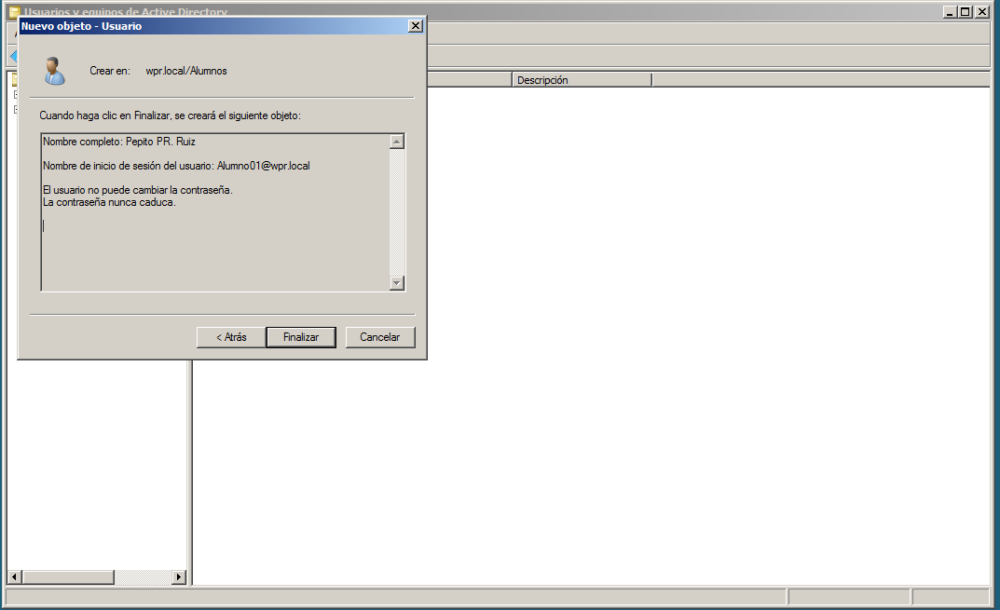 Usuarios y equipos de Active Directory
Nuevo objeto - Usuario
Crear en: wpr.local/Alumnos
Descripción
Cuando haga clic en Finalizar, se creará el siguiente objeto:
Nombre completo: Pepito PR. Ruiz
Nombre de inicio de sesión del usuario: Alumno01@wpr.local
El usuario no puede cambiar la contraseña.
La contraseña nunca caduca.
< Atrás
Finalizar
Cancelar